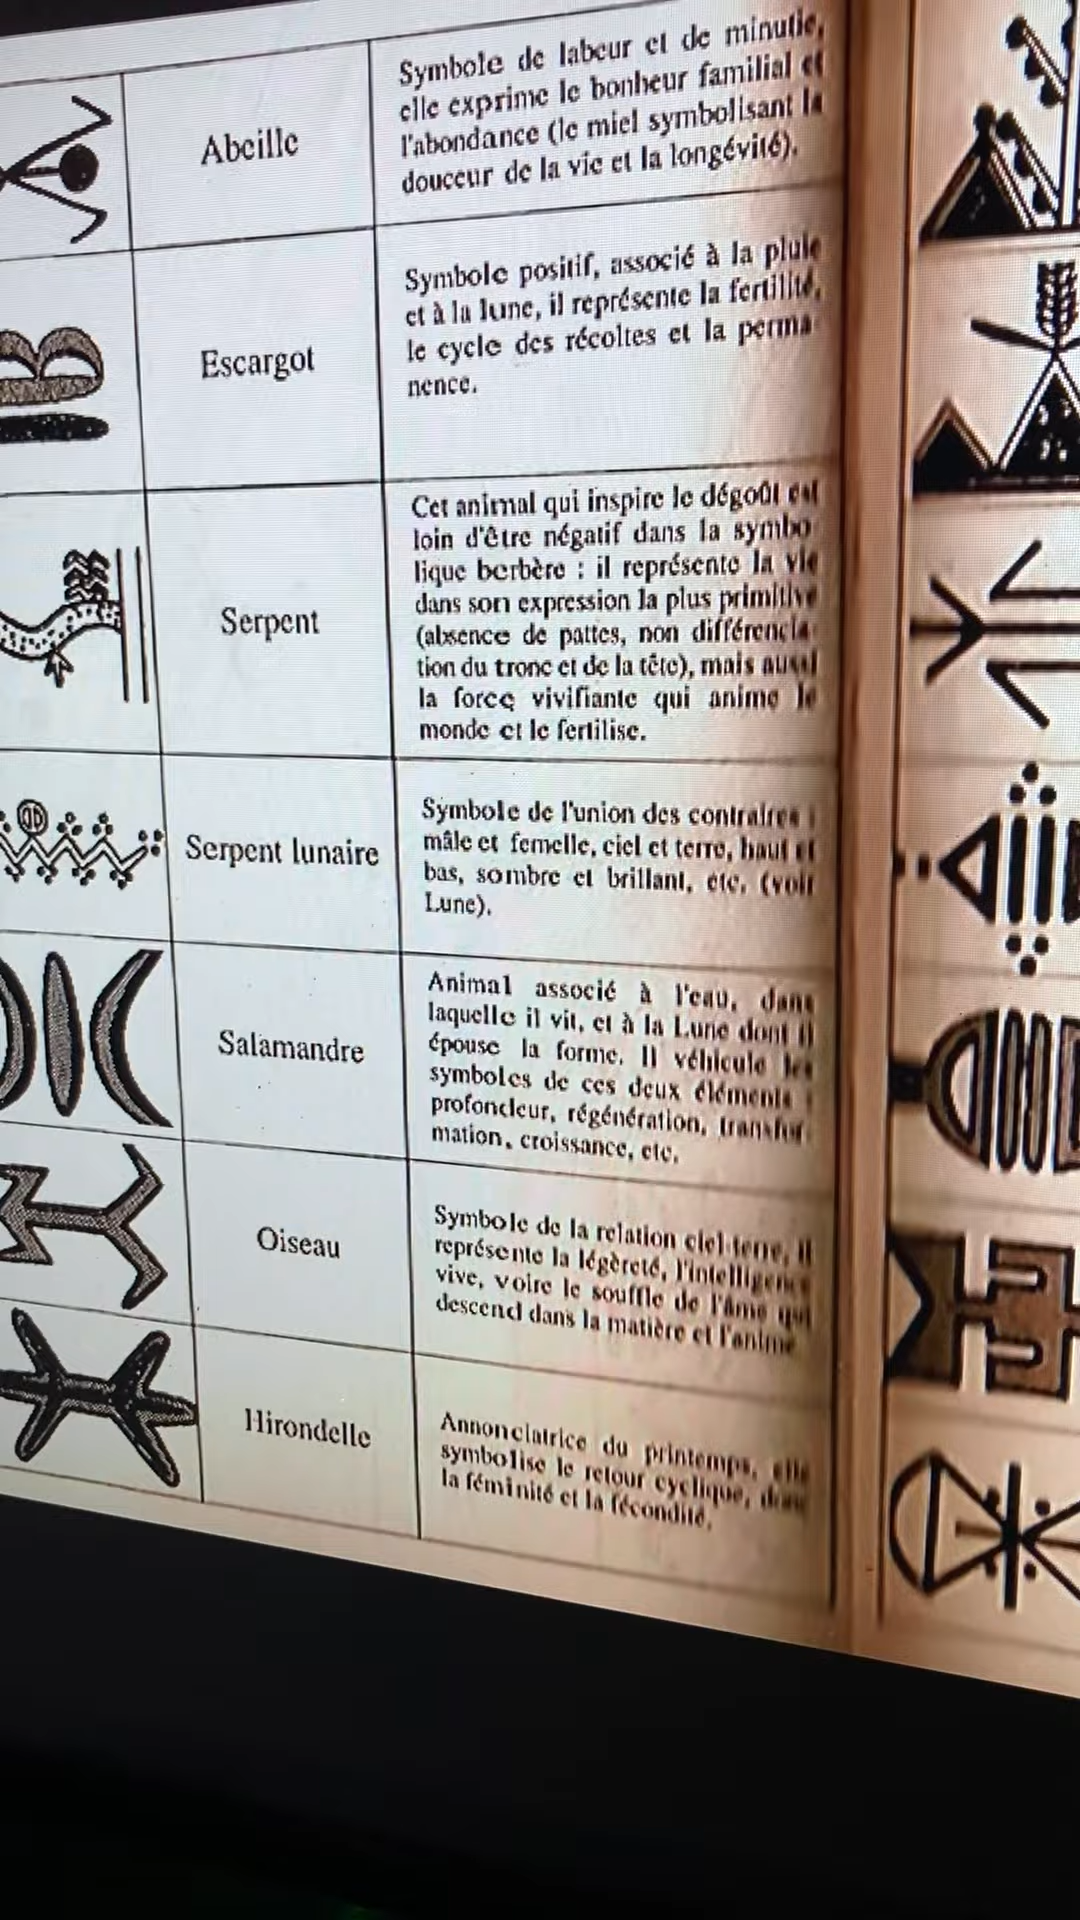 Abeille
Symbole de labeur et de minutie,
elle exprime le bonheur familial et
l'abondance (le miel symbolisant la
douceur de la vie et la longévité).
Escargot
Symbole positif, associé à la pluie
et à la lune, il représente la fertilité,
le cycle des récoltes et la perma
nence.
Serpent
Cet animal qui inspire le dégoût est
loin d'être négatif dans la symbo
lique berbère : il représente la vie
dans son expression la plus primitive
(absence de pattes, non différencia
tion du tronc et de la tête), mais aussi
la force vivifiante qui anime le
monde et le fertilise.
Serpent lunaire
Symbole de l'union des contraires :
mâle et femelle, ciel et terre, haut et
bas, sombre et brillant, etc. (voir
Lune).
Salamandre
Animal associé à l'eau, dans
laquelle il vit, et à la Lune dont il
épouse la forme. Il véhicule les
symboles de ces deux éléments :
profondeur, régénération, transfor
mation, croissance, etc.
Oiseau
Symbole de la relation ciel-terre, il
représente la légèreté, l'intelligence
vive, voire le souffle de l'âme qui
descend dans la matière et l'anime
Hirondelle
Annonciatrice du printemps, elle
symbolise le retour cyclique, donc
la féminité et la fécondité.